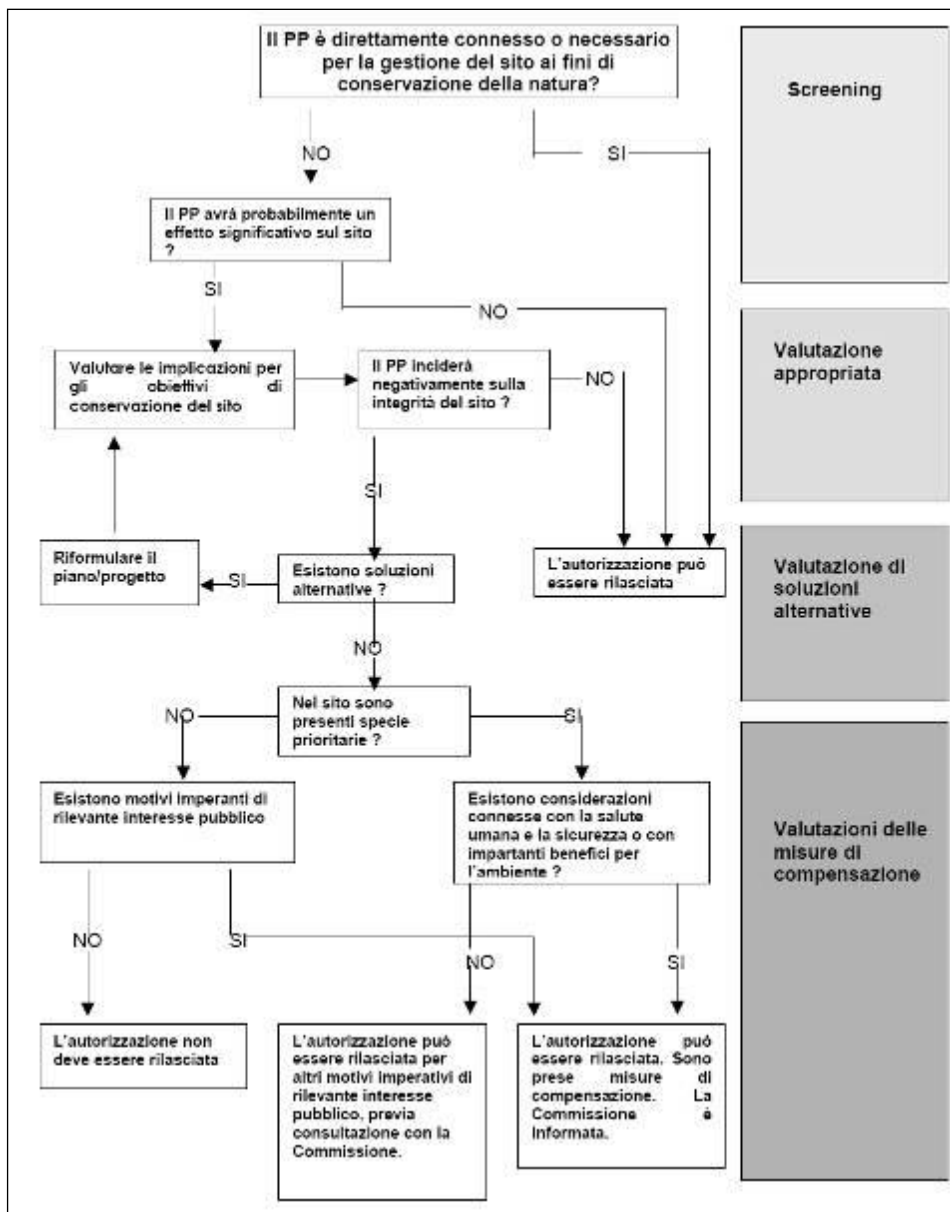 Il PP è direttamente connesso o necessario
per la gestione del sito ai fini di
conservazione della natura?
Screening
NO
SI
Il PP avrá probabilmente un
effetto significativo sul sito
?
SI
NO
Valutazione
appropriata
Valutare le implicazioni per
gli obiettivi di
conservazione del sito
Il PP inciderá
negativamente sulla
integrità del sito ?
NO
SI
Riformulare il
piano/progetto
SI
Esistono soluzioni
alternative ?
L'autorizzazione può
essere rilasciata
Valutazione di
soluzioni
alternative
NO
Nel sito sono
presenti specie
prioritarie ?
NO
SI
Esistono motivi imperanti di
rilevante interesse pubblico
Esistono considerazioni
connesse con la salute
umana e la sicurezza o con
impartanti benefici per
l'ambiente ?
Valutazioni delle
misure di
compensazione
NO
SI
NO
SI
L'autorizzazione non
deve essere rilasciata
L'autorizzazione può
essere rilasciata per
altri motivi imperativi di
rilevante interesse
pubblico, previa
consultazione con la
Commissione.
L'autorizzazione può
essere rilasciata. Sono
prese misure di
compensazione. La
Commissione è
informata.